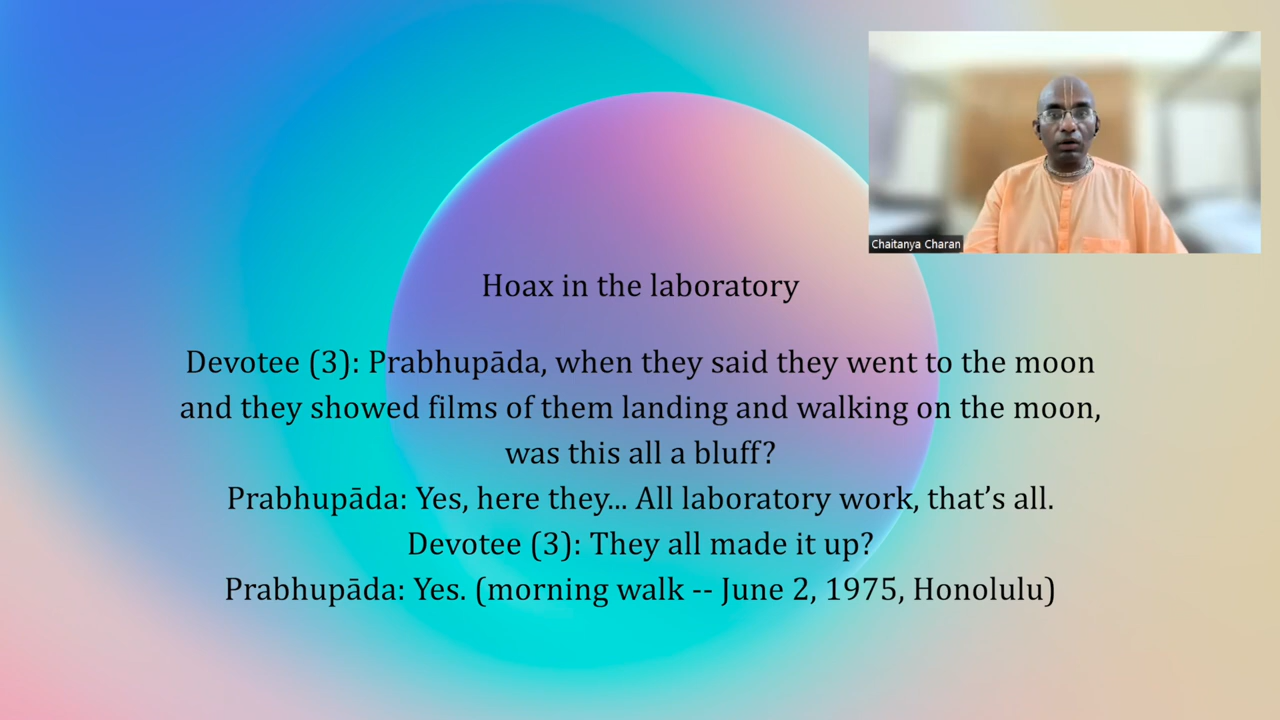 Chaitanya Charan
Hoax in the laboratory
Devotee (3): Prabhupāda, when they said they went to the moon
and they showed films of them landing and walking on the moon,
was this all a bluff?
Prabhupāda: Yes, here they... All laboratory work, that’s all.
Devotee (3): They all made it up?
Prabhupāda: Yes. (morning walk -- June 2, 1975, Honolulu)